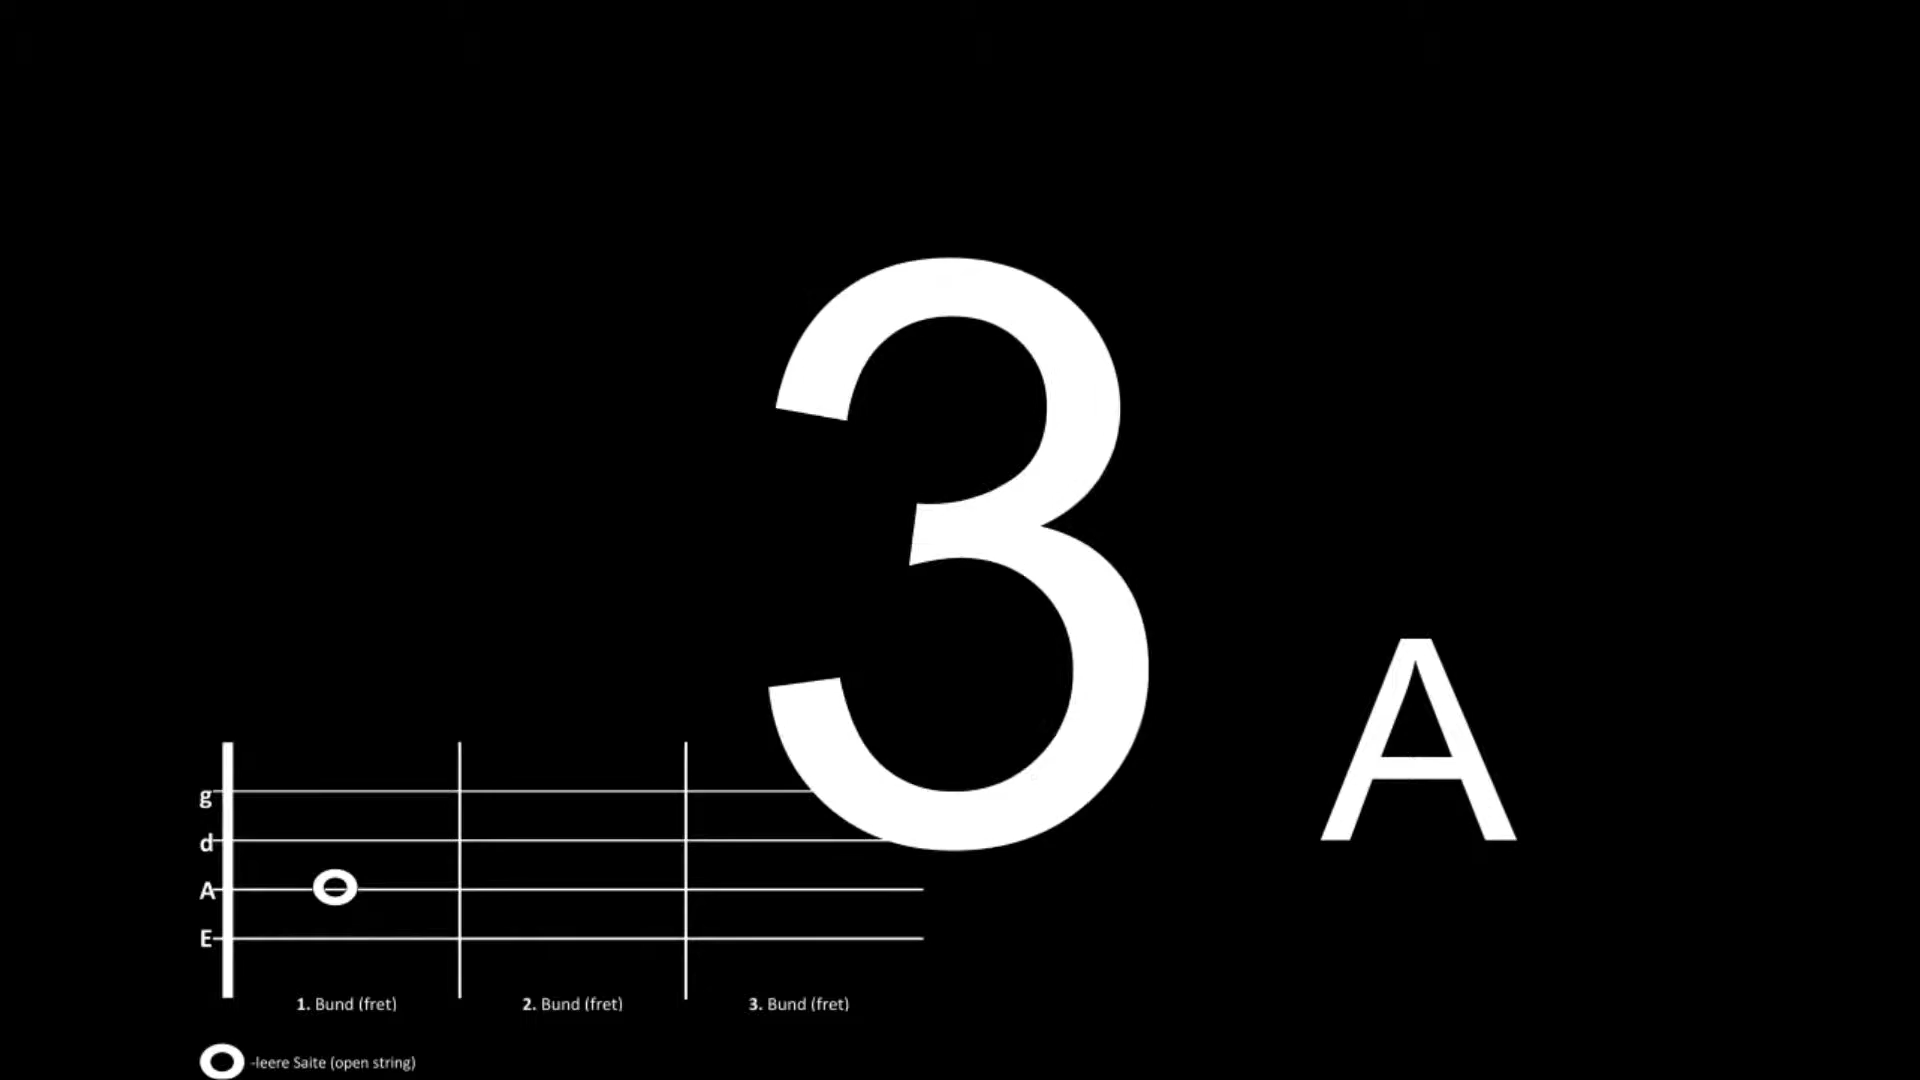 3
A
g
d
A
E
1. Bund (fret) 2. Bund (fret) 3. Bund (fret)
-leere Saite (open string)